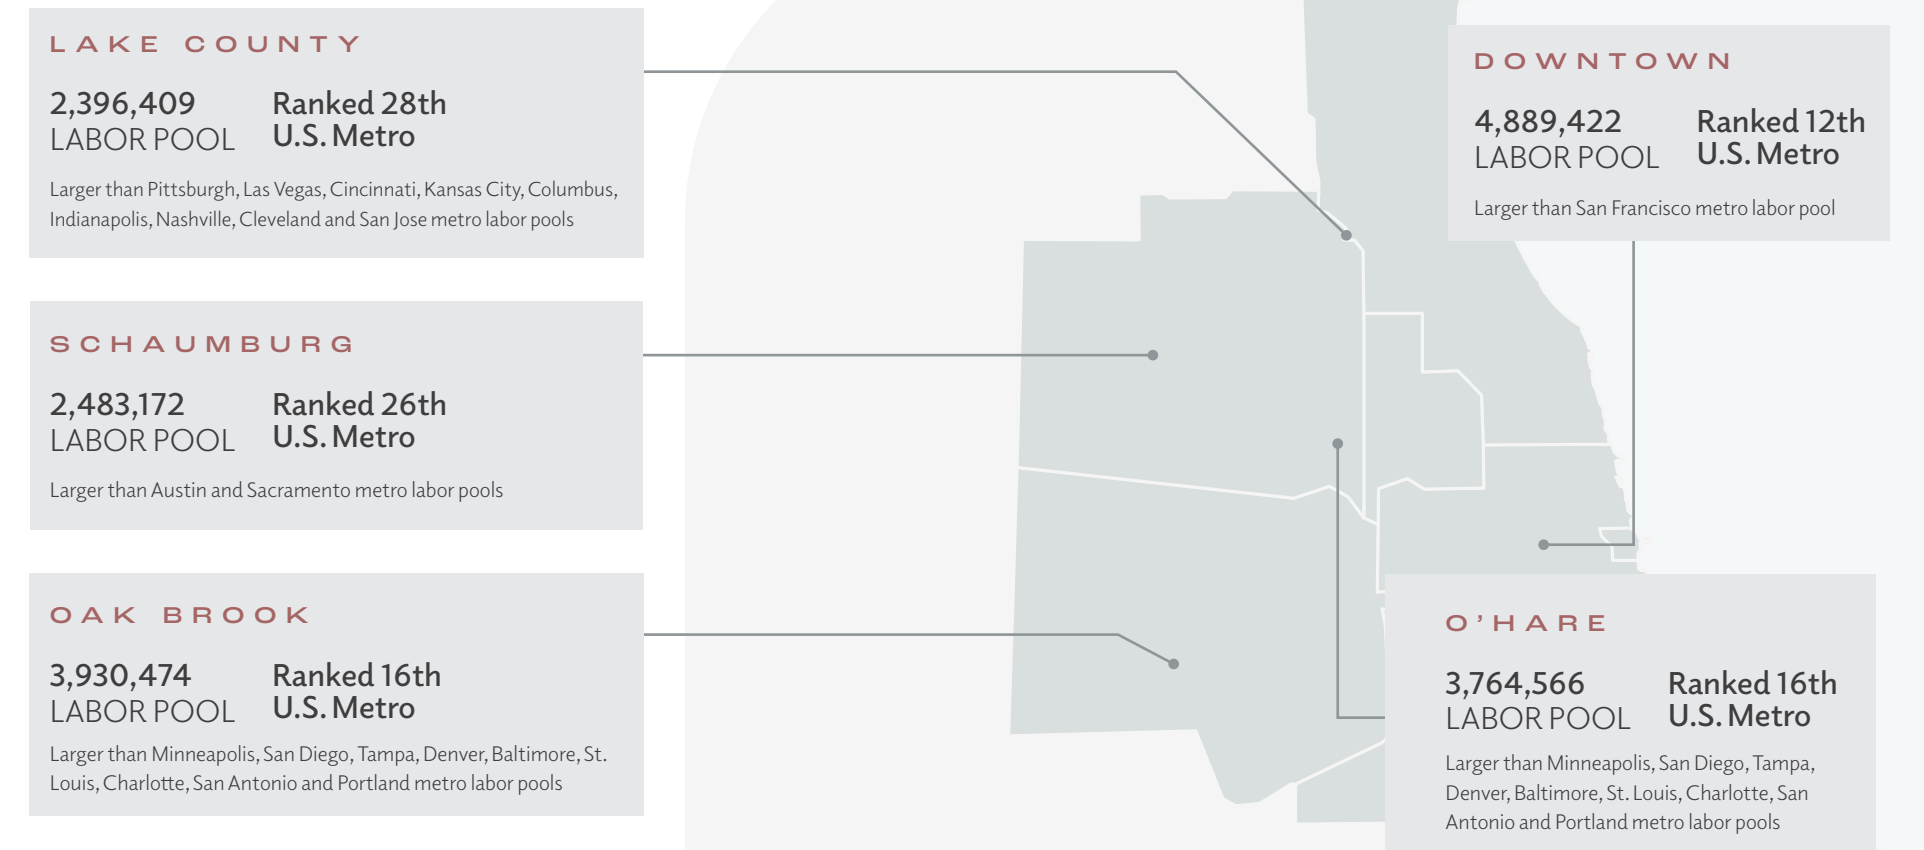 LAKE COUNTY
2,396,409
LABOR POOL
Ranked 28th
U.S. Metro
Larger than Pittsburgh, Las Vegas, Cincinnati, Kansas City, Columbus,
Indianapolis, Nashville, Cleveland and San Jose metro labor pools
SCHAUMBURG
2,483,172
LABOR POOL
Ranked 26th
U.S. Metro
Larger than Austin and Sacramento metro labor pools
OAK BROOK
3,930,474
LABOR POOL
Ranked 16th
U.S. Metro
Larger than Minneapolis, San Diego, Tampa, Denver, Baltimore, St.
Louis, Charlotte, San Antonio and Portland metro labor pools
DOWNTOWN
4,889,422
LABOR POOL
Ranked 12th
U.S. Metro
Larger than San Francisco metro labor pool
O’HARE
3,764,566
LABOR POOL
Ranked 16th
U.S. Metro
Larger than Minneapolis, San Diego, Tampa,
Denver, Baltimore, St. Louis, Charlotte, San
Antonio and Portland metro labor pools